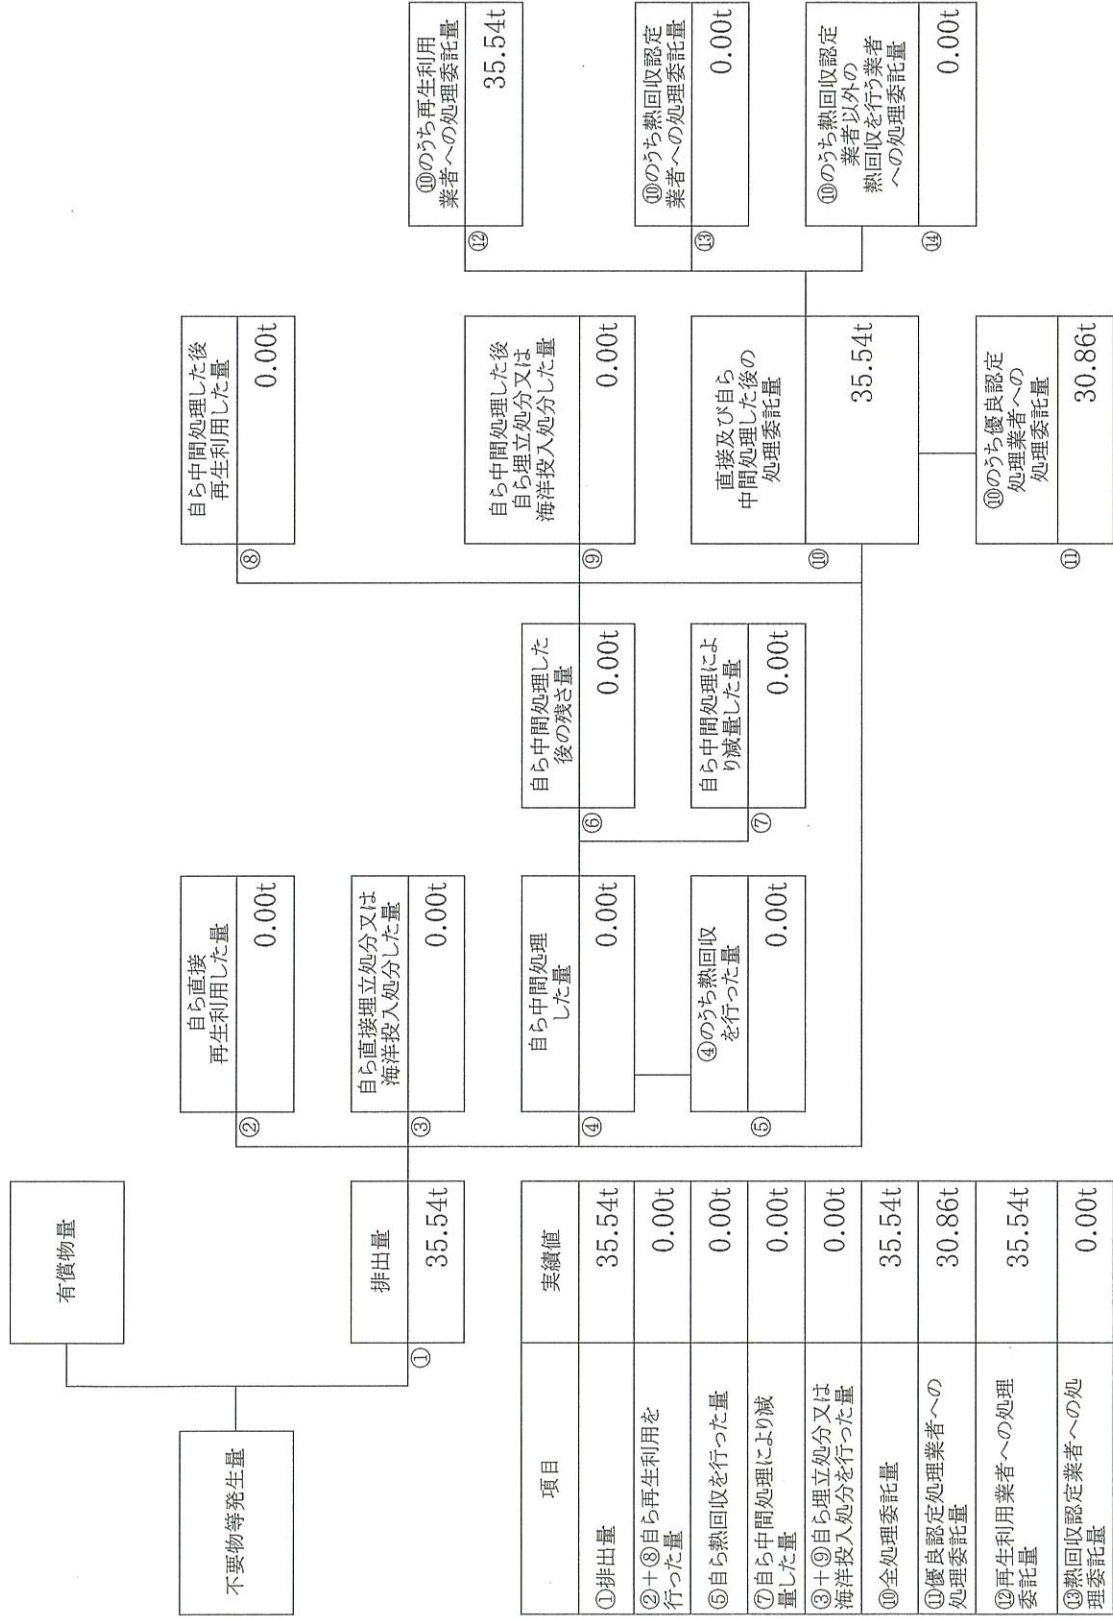 不要物等発生量
有償物量
排出量
①
35.54t
自ら直接
再生利用した量
②
0.00t
自ら直接埋立処分又は
海洋投入処分した量
③
0.00t
自ら中間処理
した量
④
0.00t
④のうち熱回収
を行った量
⑤
0.00t
自ら中間処理した
後の残さ量
⑥
0.00t
自ら中間処理によ
り減量した量
⑦
0.00t
自ら中間処理した後
再生利用した量
⑧
0.00t
自ら中間処理した後
自ら埋立処分又は
海洋投入処分した量
⑨
0.00t
直接及び自ら
中間処理した後の
処理委託量
⑩
35.54t
⑩のうち優良認定
処理業者への
処理委託量
⑪
30.86t
⑩のうち再生利用
業者への処理委託量
⑫
35.54t
⑩のうち熱回収認定
業者への処理委託量
⑬
0.00t
⑩のうち熱回収認定
業者以外の
熱回収を行う業者
への処理委託量
⑭
0.00t
項目 実績値
①排出量 35.54t
②+⑧自ら再生利用を
行った量 0.00t
⑤自ら熱回収を行った量 0.00t
⑦自ら中間処理により減
量した量 0.00t
③+⑨自ら埋立処分又は
海洋投入処分を行った量 0.00t
⑩全処理委託量 35.54t
⑪優良認定処理業者への
処理委託量 30.86t
⑫再生利用業者への処理
委託量 35.54t
⑬熱回収認定業者への処
理委託量 0.00t